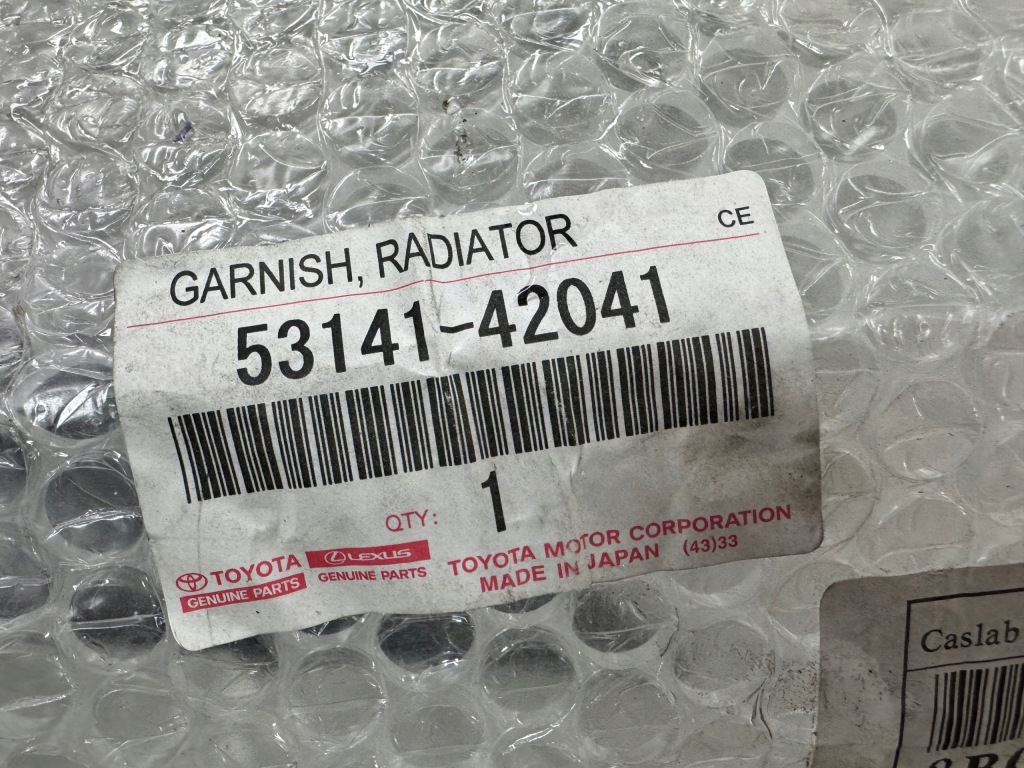 GARNISH, RADIATOR CE
53141-42041
1
QTY:
TOYOTA LEXUS TOYOTA MOTOR CORPORATION
GENUINE PARTS GENUINE PARTS MADE IN JAPAN (43)33
Caslab